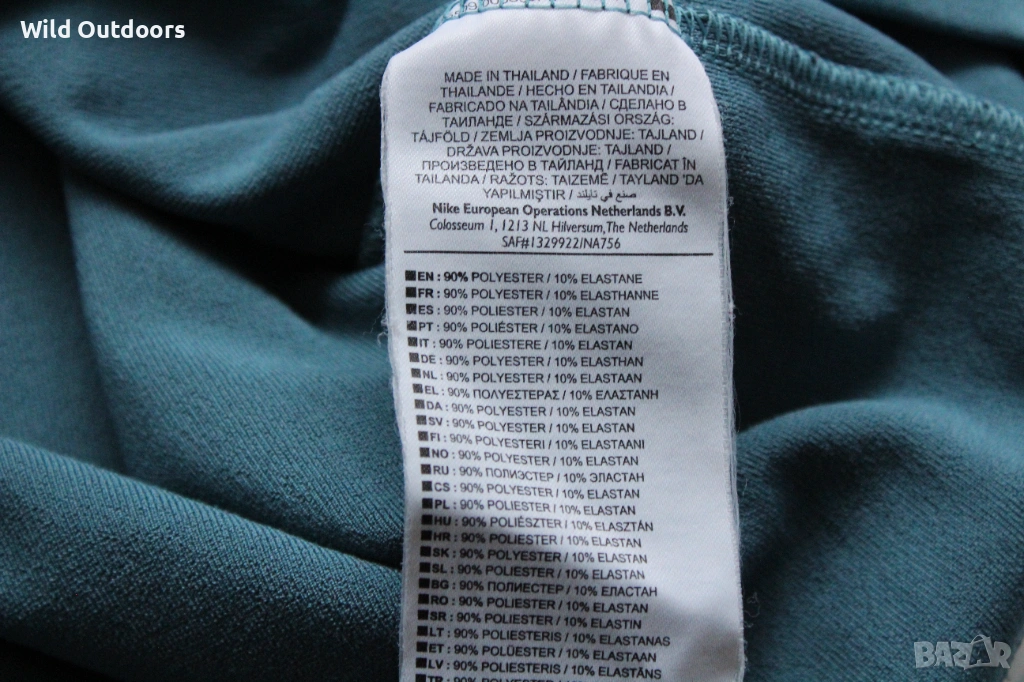 Wild Outdoors
MADE IN THAILAND / FABRIQUE EN
THAILANDE / HECHO EN TAILANDIA /
FABRICADO NA TAILÂNDIA / СДЕЛАНО В
ТАИЛАНДЕ / SZÁRMAZÁSI ORSZÁG:
TÁJFÖLD / ZEMLJA PROIZVODNJE: TAJLAND /
DRŽAVA PROIZVODNJE: TAJLAND /
ПРОИЗВЕДЕНО В ТАЙЛАНД / FABRICAT ÎN
TAILANDA / RAŽOTS: TAIZEMĒ / TAYLAND 'DA
YAPILMIŞTIR / صنع في تايلند
Nike European Operations Netherlands B.V.
Colosseum 1, 1213 NL Hilversum, The Netherlands
SAF#1329922/NA756
EN : 90% POLYESTER / 10% ELASTANE
FR : 90% POLYESTER / 10% ELASTHANNE
ES : 90% POLIESTER / 10% ELASTAN
PT : 90% POLIÉSTER / 10% ELASTANO
IT : 90% POLIESTERE / 10% ELASTAN
DE : 90% POLYESTER / 10% ELASTHAN
NL : 90% POLYESTER / 10% ELASTAAN
EL : 90% ΠΟΛΥΕΣΤΕΡΑΣ / 10% ΕΛΑΣΤΑΝΗ
DA : 90% POLYESTER / 10% ELASTAN
SV : 90% POLYESTER / 10% ELASTAN
FI : 90% POLYESTERI / 10% ELASTAANI
NO : 90% POLYESTER / 10% ELASTAN
RU : 90% ПОЛИЭСТЕР / 10% ЭЛАСТАН
CS : 90% POLYESTER / 10% ELASTAN
PL : 90% POLIESTER / 10% ELASTAN
HU : 90% POLIÉSZTER / 10% ELASZTÁN
HR : 90% POLIESTER / 10% ELASTAN
SK : 90% POLYESTER / 10% ELASTAN
SL : 90% POLIESTER / 10% ELASTAN
BG : 90% ПОЛИЕСТЕР / 10% ЕЛАСТАН
RO : 90% POLIESTER / 10% ELASTAN
SR : 90% POLIESTER / 10% ELASTIN
LT : 90% POLIESTERIS / 10% ELASTANAS
ET : 90% POLÜESTER / 10% ELASTAAN
LV : 90% POLIESTERIS / 10% ELASTĀNS
TR : 90% POLYESTER / 10% ELASTAN
BAZAR